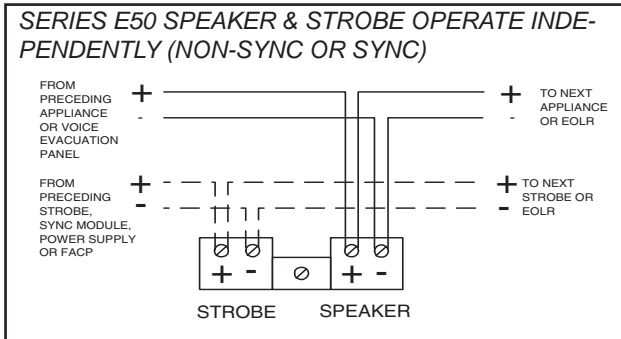 SERIES E50 SPEAKER & STROBE OPERATE INDE-
PENDENTLY (NON-SYNC OR SYNC)
FROM
PRECEDING
APPLIANCE
OR VOICE
EVACUATION
PANEL
+
-
+
-
TO NEXT
APPLIANCE
OR EOLR
FROM
PRECEDING
STROBE,
SYNC MODULE,
POWER SUPPLY
OR FACP
+
-
+
-
TO NEXT
STROBE OR
EOLR
+ - + -
STROBE SPEAKER